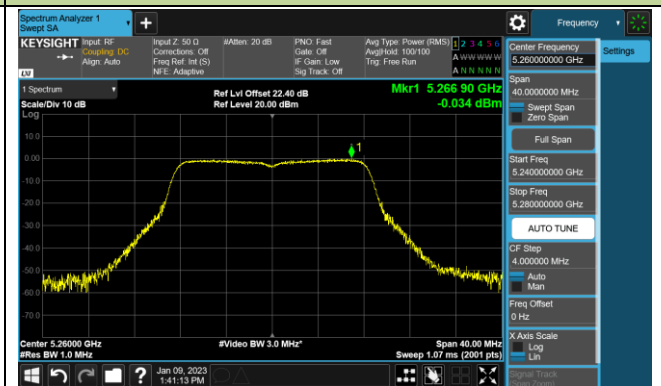 Spectrum Analyzer 1
Swept SA
Frequency
KEYSIGHT
Input: RF
Coupling: DC
Align: Auto
Input Z: 50 Ω
Corrections: Off
Freq Ref: Int (S)
NFE: Adaptive
#Atten: 20 dB
PNO: Fast
Gate: Off
IF Gain: Low
Sig Track: Off
Avg Type: Power (RMS)
Avg|Hold: 100/100
Trig: Free Run
1 2 3 4 5 6
A W W W W W
A N N N N N
LXI
1 Spectrum
Scale/Div 10 dB
Log
Ref Lvl Offset 22.40 dB
Ref Level 20.00 dBm
Mkr1 5.266 90 GHz
-0.034 dBm
1
10.0
0.00
-10.0
-20.0
-30.0
-40.0
-50.0
-60.0
-70.0
Center 5.26000 GHz
#Res BW 1.0 MHz
#Video BW 3.0 MHz*
Span 40.00 MHz
Sweep 1.07 ms (2001 pts)
?
Jan 09, 2023
1:41:13 PM
Center Frequency
5.260000000 GHz
Settings
Span
40.0000000 MHz
Swept Span
Zero Span
Full Span
Start Freq
5.240000000 GHz
Stop Freq
5.280000000 GHz
AUTO TUNE
CF Step
4.000000 MHz
Auto
Man
Freq Offset
0 Hz
X Axis Scale
Log
Lin
Signal Track
(Span Zoom)